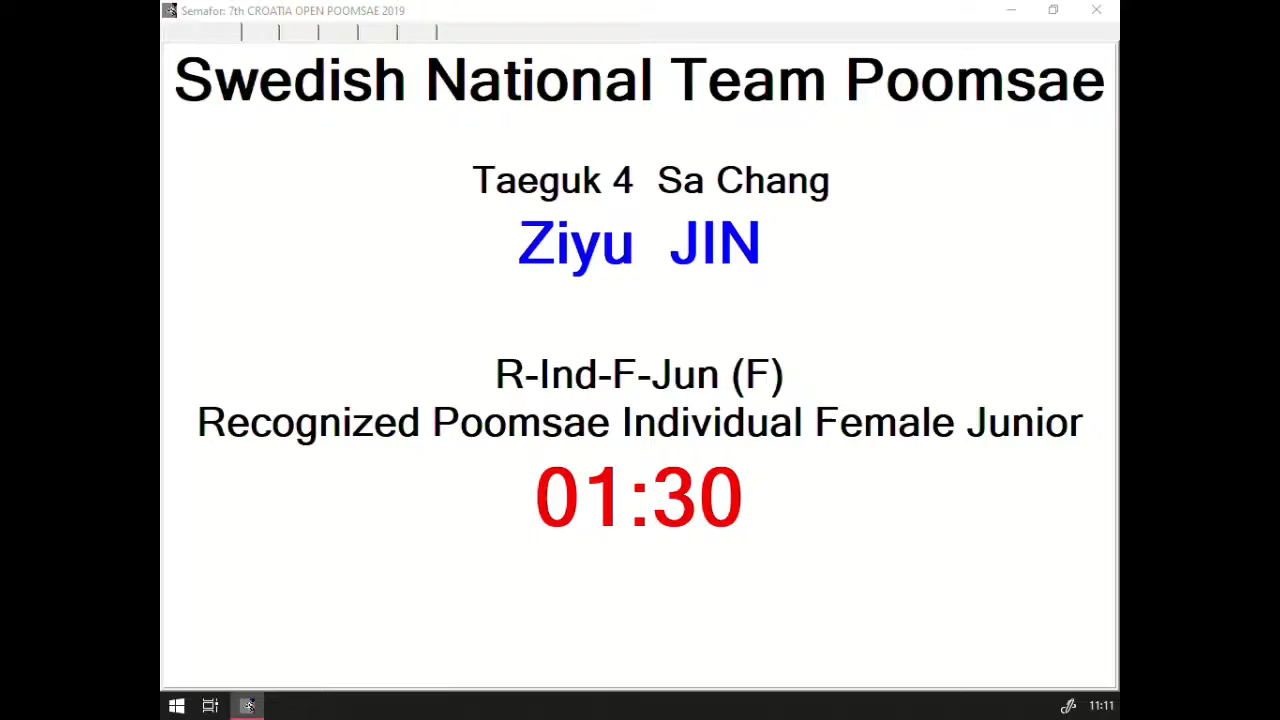 Semafor: 7th CROATIA OPEN POOMSAE 2019
Swedish National Team Poomsae
Taeguk 4 Sa Chang
Ziyu JIN
R-Ind-F-Jun (F)
Recognized Poomsae Individual Female Junior
01:30
11:11